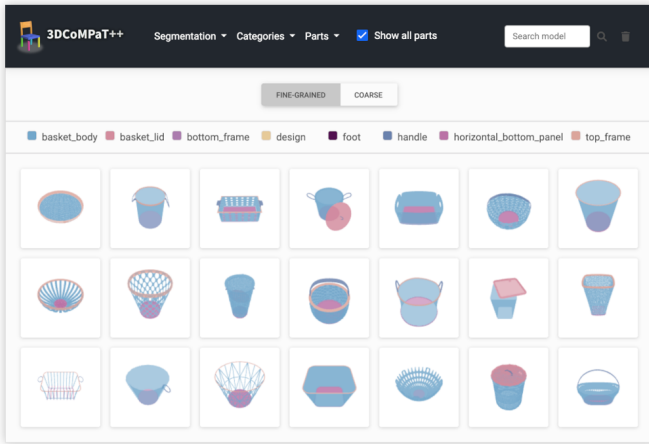 3DCoMPaT++ Segmentation Categories Parts Show all parts Search model
FINE-GRAINED COARSE
basket_body basket_lid bottom_frame design foot handle horizontal_bottom_panel top_frame